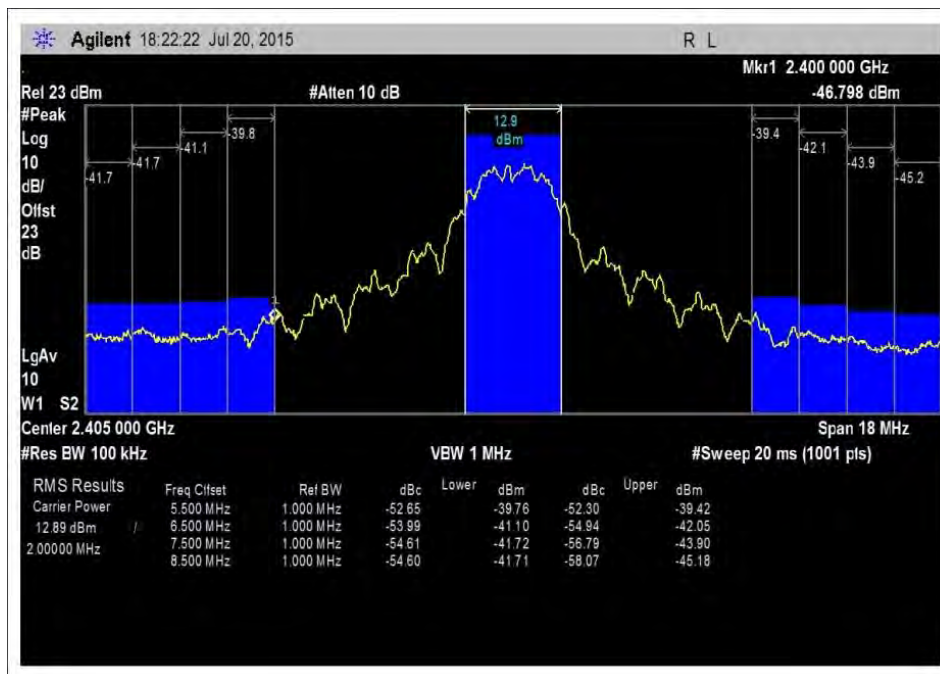 Agilent 18:22:22 Jul 20, 2015 R L
Mkr1 2.400 000 GHz
Rel 23 dBm #Atten 10 dB -46.798 dBm
#Peak
Log
10
dB/
Offst
23
dB
12.9
dBm
-41.7
-41.7
-41.1
-39.8
-39.4
-42.1
-43.9
-45.2
1
LgAv
10
W1 S2
Center 2.405 000 GHz Span 18 MHz
#Res BW 100 kHz VBW 1 MHz #Sweep 20 ms (1001 pts)
RMS Results Freq Clfset Ref BW dBc Lower dBm dBc Upper dBm
Carrier Power 5.500 MHz 1.000 MHz -52.65 -39.76 -52.30 -39.42
12.89 dBm / 6.500 MHz 1.000 MHz -53.99 -41.10 -54.94 -42.05
2.00000 MHz 7.500 MHz 1.000 MHz -54.61 -41.72 -56.79 -43.90
8.500 MHz 1.000 MHz -54.60 -41.71 -58.07 -45.18